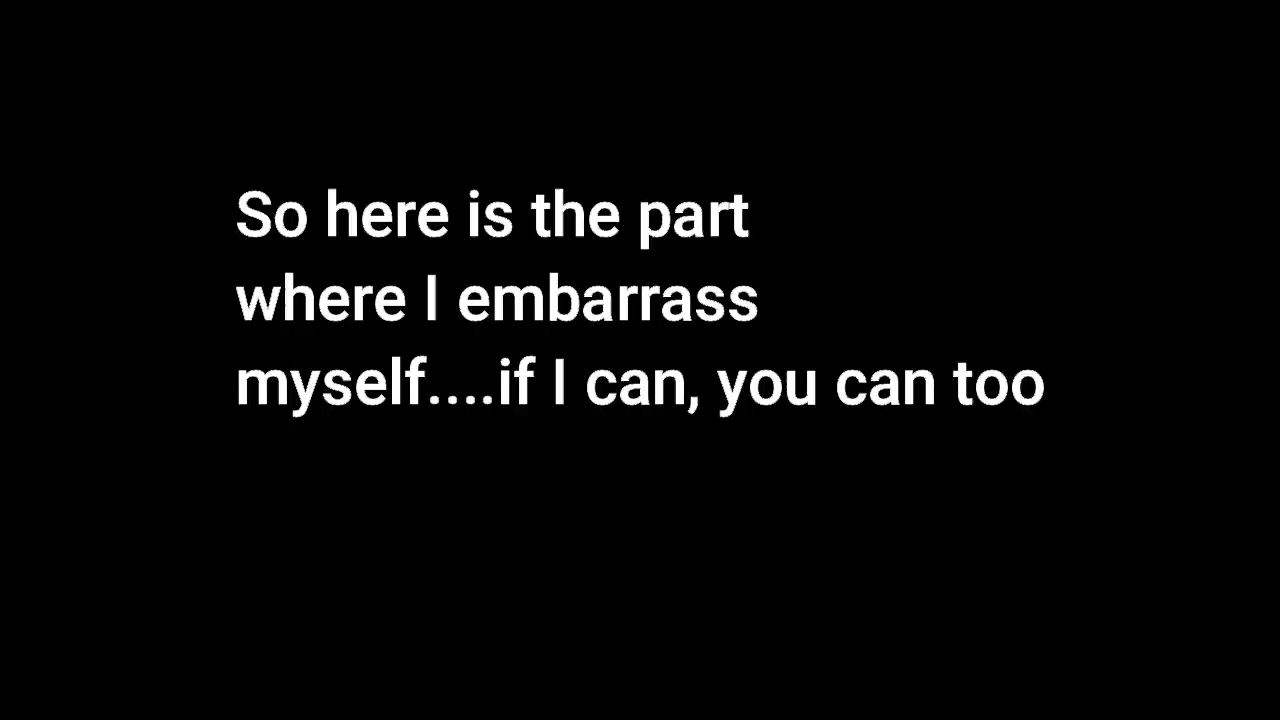 So here is the part
where I embarrass
myself....if I can, you can too